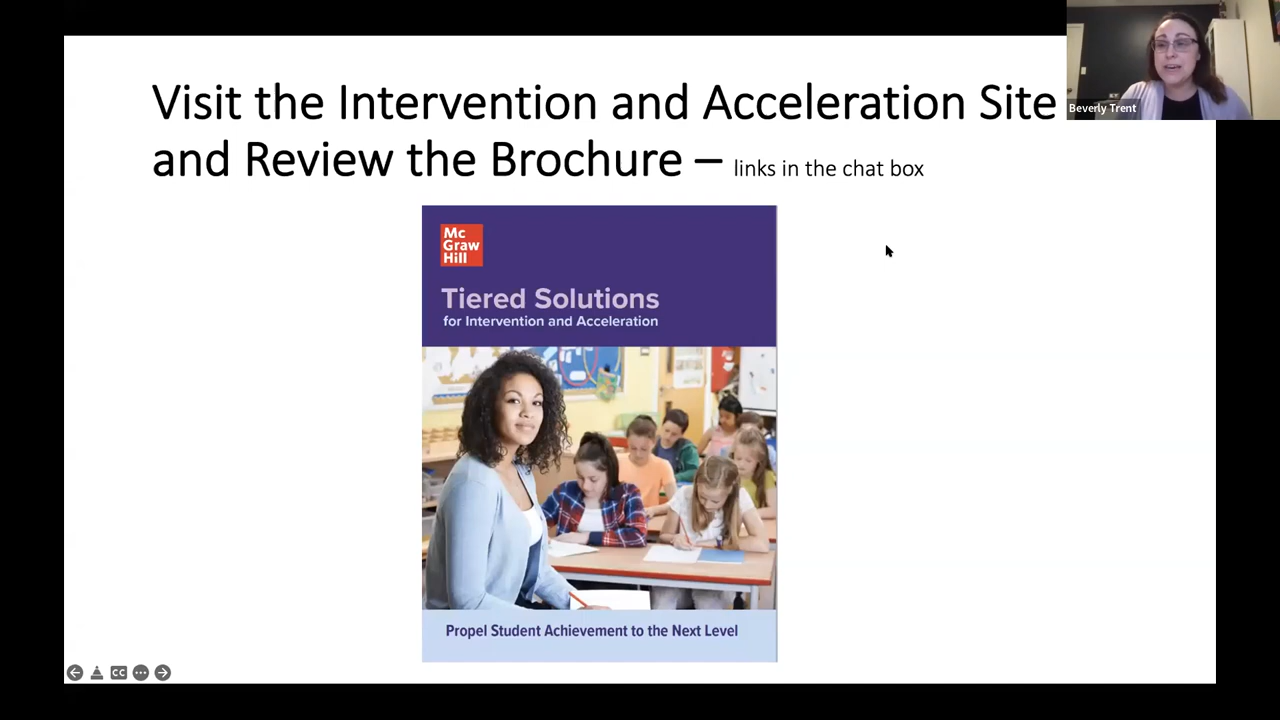 Visit the Intervention and Acceleration Site
and Review the Brochure – links in the chat box
Beverly Trent
Mc
Graw
Hill
Tiered Solutions
for Intervention and Acceleration
Propel Student Achievement to the Next Level
CC